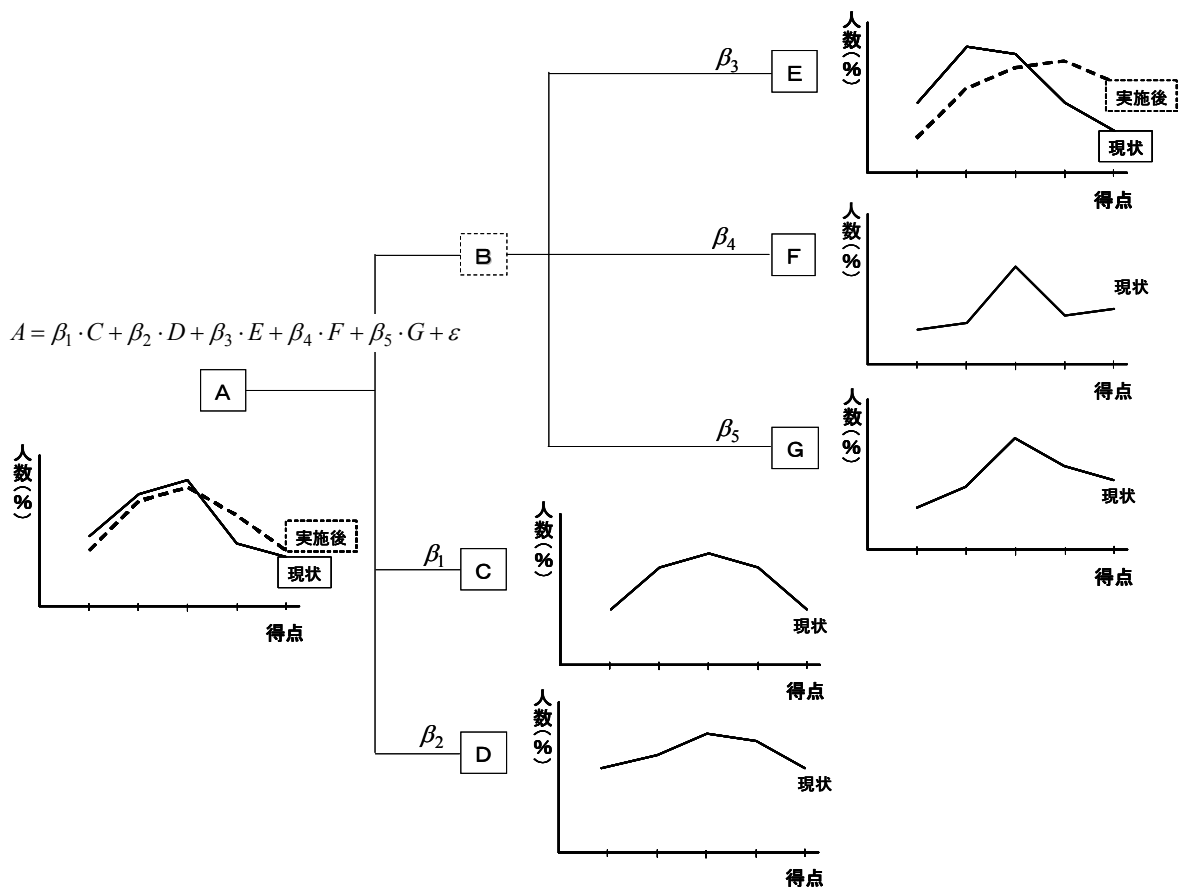 人数(%)
β₃
E
実施後
現状
得点
人数(%)
β₄
B
F
現状
得点
A = β₁・C + β₂・D + β₃・E + β₄・F + β₅・G + ε
A
人数(%)
β₅
G
現状
得点
人数(%)
実施後
現状
得点
人数(%)
β₁
C
現状
得点
人数(%)
β₂
D
現状
得点